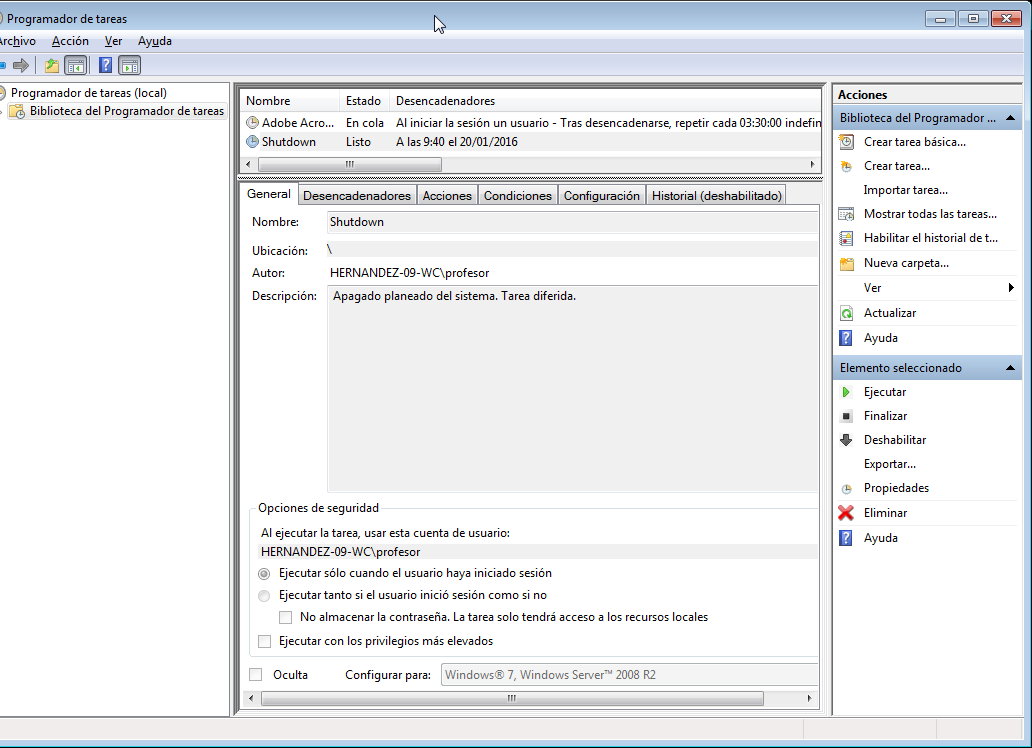 Programador de tareas
Archivo Acción Ver Ayuda
Programador de tareas (local)
Biblioteca del Programador de tareas
Nombre Estado Desencadenadores
Adobe Acro... En cola Al iniciar la sesión un usuario - Tras desencadenarse, repetir cada 03:30:00 indefin
Shutdown Listo A las 9:40 el 20/01/2016
General Desencadenadores Acciones Condiciones Configuración Historial (deshabilitado)
Nombre: Shutdown
Ubicación: \
Autor: HERNANDEZ-09-WC\profesor
Descripción: Apagado planeado del sistema. Tarea diferida.
Opciones de seguridad
Al ejecutar la tarea, usar esta cuenta de usuario:
HERNANDEZ-09-WC\profesor
Ejecutar sólo cuando el usuario haya iniciado sesión
Ejecutar tanto si el usuario inició sesión como si no
No almacenar la contraseña. La tarea solo tendrá acceso a los recursos locales
Ejecutar con los privilegios más elevados
Oculta Configurar para: Windows® 7, Windows Server™ 2008 R2
Acciones
Biblioteca del Programador ...
Crear tarea básica...
Crear tarea...
Importar tarea...
Mostrar todas las tareas...
Habilitar el historial de t...
Nueva carpeta...
Ver
Actualizar
Ayuda
Elemento seleccionado
Ejecutar
Finalizar
Deshabilitar
Exportar...
Propiedades
Eliminar
Ayuda